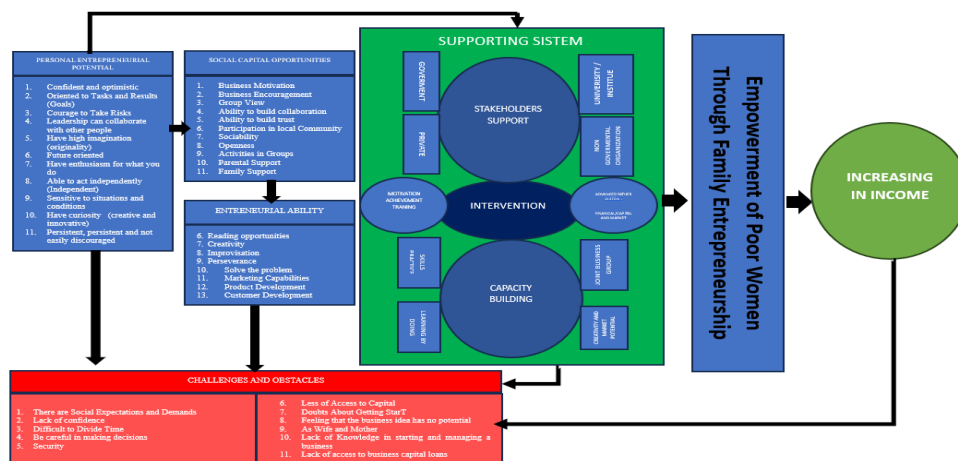 PERSONAL ENTREPRENEURIAL
POTENTIAL
1. Confident and optimistic
2. Oriented to Tasks and Results
(Goals)
3. Courage to Take Risks
4. Leadership can collaborate
with other people
5. Have high imagination
(originality)
6. Future oriented
7. Have enthusiasm for what you
do
8. Able to act independently
(Independent)
9. Sensitive to situations and
conditions
10. Have curiosity (creative and
innovative)
11. Persistent, persistent and not
easily discouraged
SOCIAL CAPITAL OPPORTUNITIES
1. Business Motivation
2. Business Encouragement
3. Group View
4. Ability to build collaboration
5. Ability to build trust
6. Participation in local Community
7. Sociability
8. Openness
9. Activities in Groups
10. Parental Support
11. Family Support
ENTRENEURIAL ABILITY
6. Reading opportunities
7. Creativity
8. Improvisation
9. Perseverance
10. Solve the problem
11. Marketing Capabilities
12. Product Development
13. Customer Development
SUPPORTING SISTEM
GOVERNMENT
PRIVATE
STAKEHOLDERS
SUPPORT
UNIVERISITY /
INSTITUE
NON
GOVERNMENTAL
ORGANIZATION
MOTIVATION
ACHIEVEMENT
TRAINING
INTERVENTION
AND MARKET
SKILLS
CAPACITY
BUILDING
JOINT BUSINESS
GROUP
LEARNING BY
DOING
CREATIVITY AND
MARKET
POTENTIAL
Empowerment of Poor Women
Through Family Entrepreneurship
INCREASING
IN INCOME
CHALLENGES AND OBSTACLES
1. There are Social Expectations and Demands
2. Lack of confidence
3. Difficult to Divide Time
4. Be careful in making decisions
5. Security
6. Less of Access to Capital
7. Doubts About Getting StarT
8. Feeling that the business idea has no potential
9. As Wife and Mother
10. Lack of Knowledge in starting and managing a
business
11. Lack of access to business capital loans